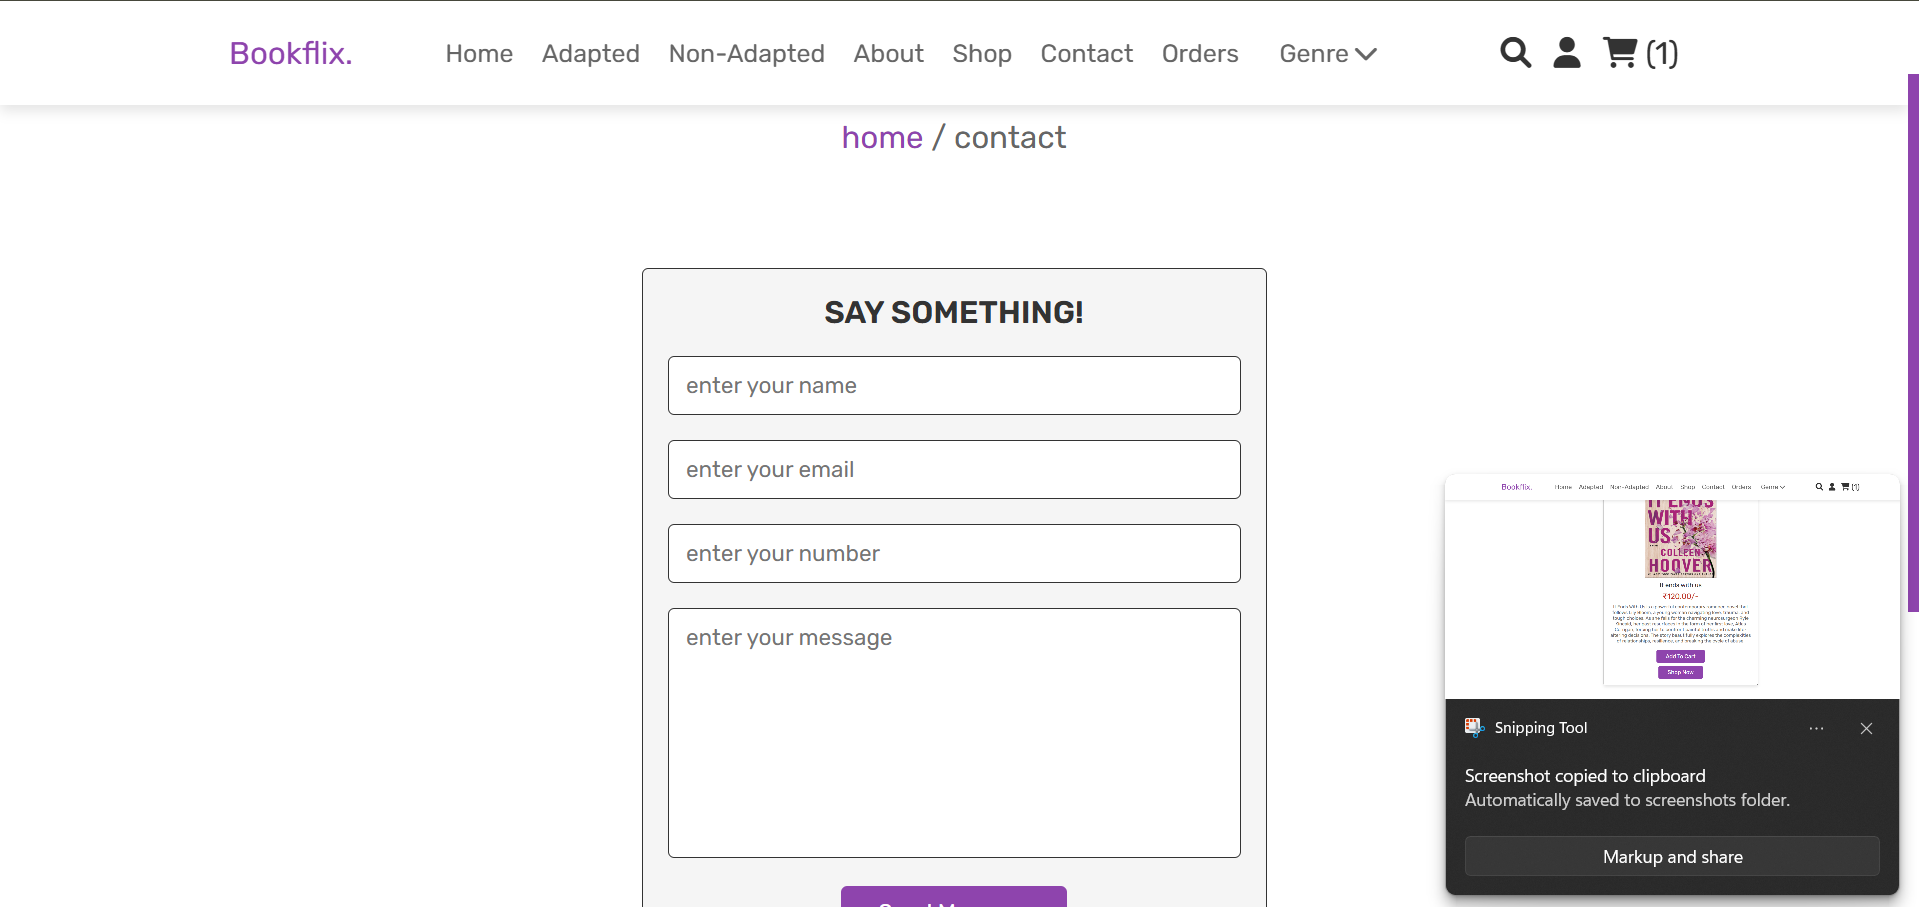 Bookflix.
Home Adapted Non-Adapted About Shop Contact Orders Genre
(1)
home / contact
SAY SOMETHING!
enter your name
enter your email
enter your number
enter your message
Bookflix. Home Adapted Non-Adapted About Shop Contact Orders Genre (1)
IT ENDS
WITH
US
COLLEEN
HOOVER
It ends with us
₹120.00/-
Add To Cart
Shop Now
Snipping Tool
Screenshot copied to clipboard
Automatically saved to screenshots folder.
Markup and share